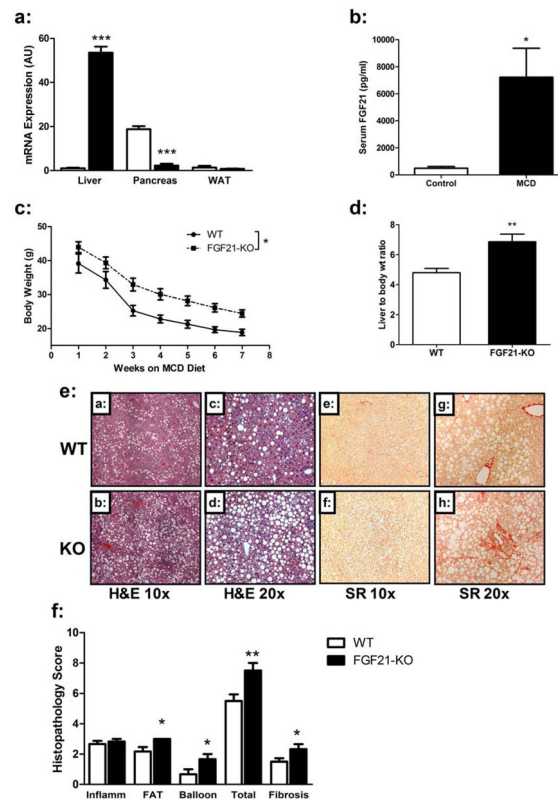 a:
mRNA Expression (AU)
60
40
20
0
***
***
Liver
Pancreas
WAT
b:
Serum FGF21 (pg/ml)
10000
8000
6000
4000
2000
0
*
Control
MCD
c:
Body Weight (g)
50
40
30
20
WT
FGF21-KO
*
0 1 2 3 4 5 6 7 8
Weeks on MCD Diet
d:
Liver to body wt ratio
8
6
4
2
0
**
WT
FGF21-KO
e:
WT
a:
c:
e:
g:
KO
b:
d:
f:
h:
H&E 10x
H&E 20x
SR 10x
SR 20x
f:
Histopathology Score
10
8
6
4
2
0
*
*
**
*
WT
FGF21-KO
Inflamm
FAT
Balloon
Total
Fibrosis